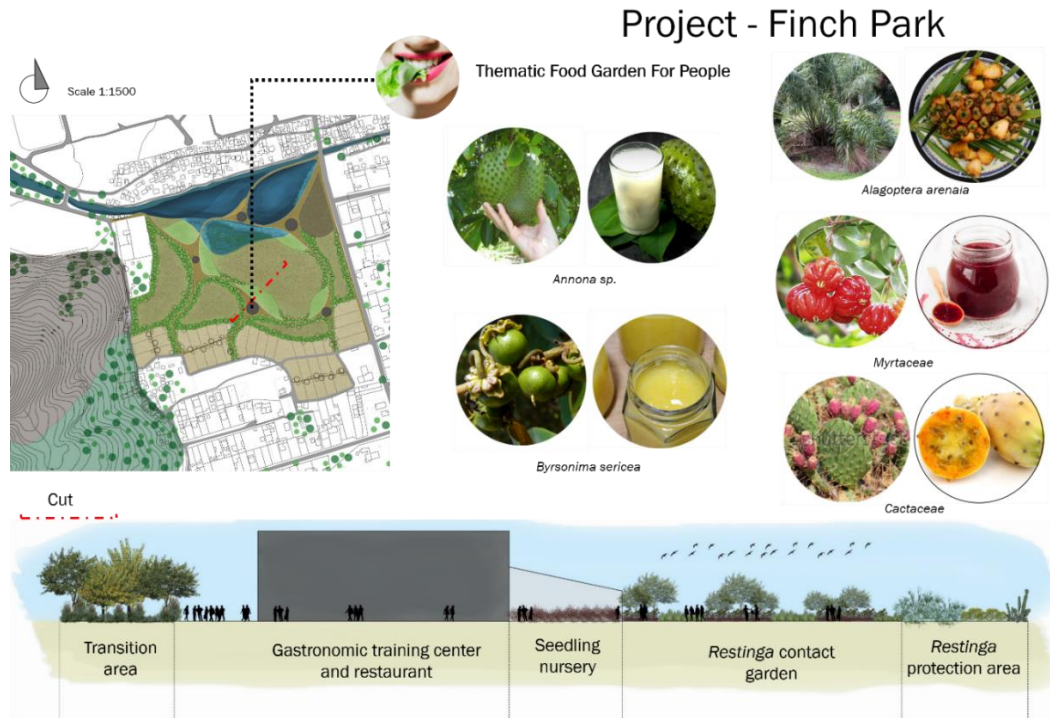 Project - Finch Park
Scale 1:1500
Thematic Food Garden For People
Annona sp.
Byrsonima sericea
Alagoptera arenaia
Myrtaceae
Cactaceae
Cut
Transition
area
Gastronomic training center
and restaurant
Seedling
nursery
Restinga contact
garden
Restinga
protection area